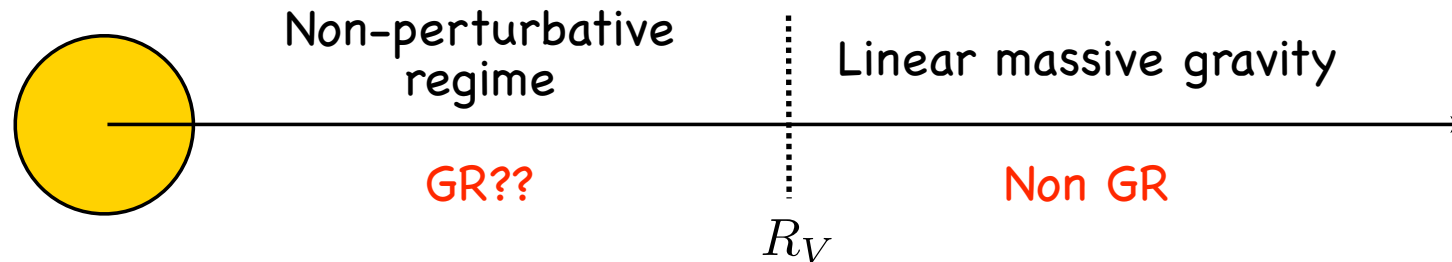 Non-perturbative
regime
Linear massive gravity
GR??
Non GR
R_V